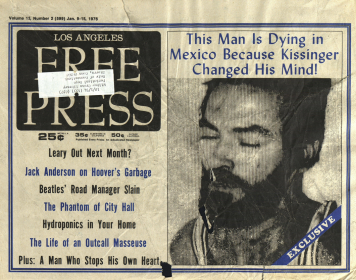 Volume 13, Number 2 (599) Jan. 9-15, 1976
LOS ANGELES
FREE
PRESS
25¢ 35¢ 50¢
Leary Out Next Month?
Jack Anderson on Hoover's Garbage
Beatles' Road Manager Slain
The Phantom of City Hall
Hydroponics in Your Home
The Life of an Outcall Masseuse
Plus: A Man Who Stops His Own Heart
This Man Is Dying in
Mexico Because Kissinger
Changed His Mind!
EXCLUSIVE